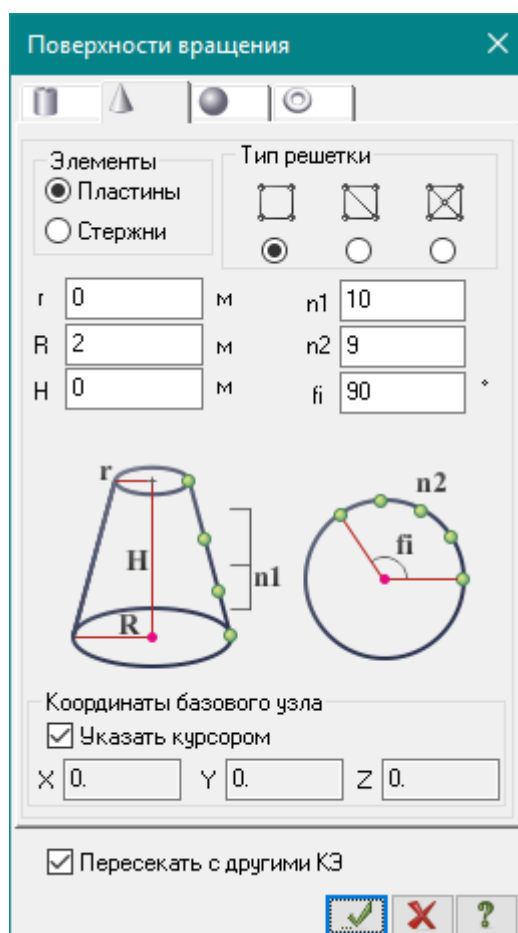 Поверхности вращения
Элементы
Пластины
Стержни
Тип решетки
r 0 м n1 10
R 2 м n2 9
H 0 м fi 90 °
r
H
R
n1
n2
fi
Координаты базового узла
Указать курсором
X 0. Y 0. Z 0.
Пересекать с другими КЭ
?